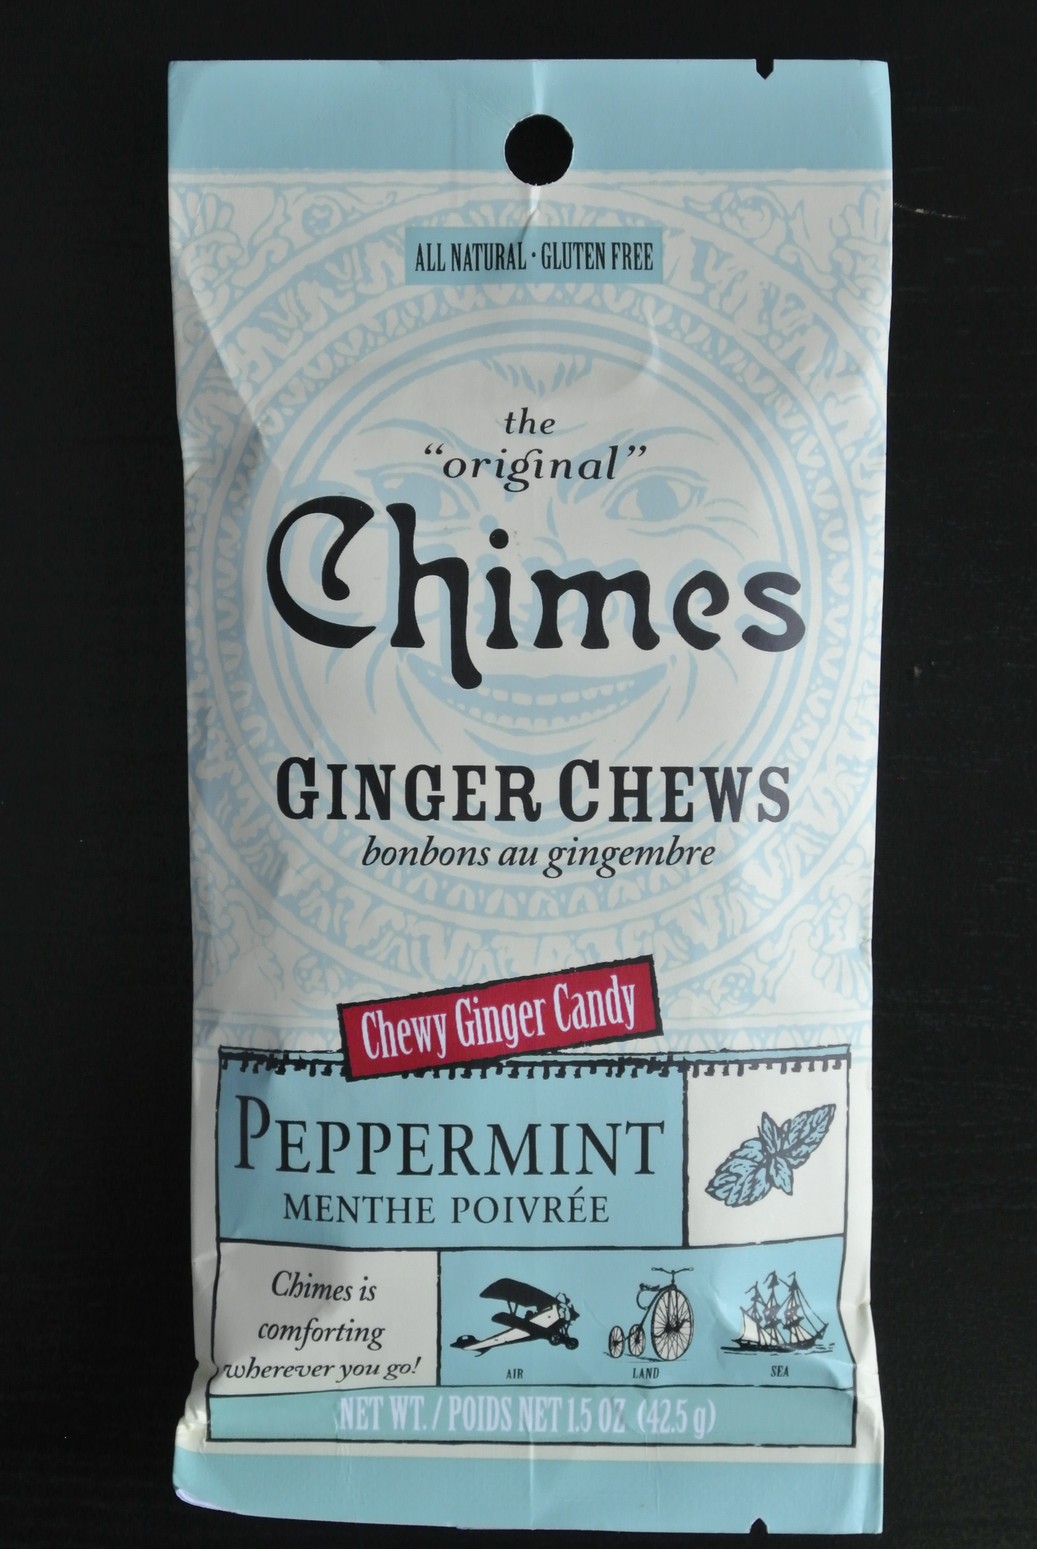 ALL NATURAL · GLUTEN FREE
the
“original”
Chimes
GINGER CHEWS
bonbons au gingembre
Chewy Ginger Candy
PEPPERMINT
MENTHE POIVRÉE
Chimes is
comforting
wherever you go!
AIR LAND SEA
NET WT. / POIDS NET 1.5 OZ (42.5 g)